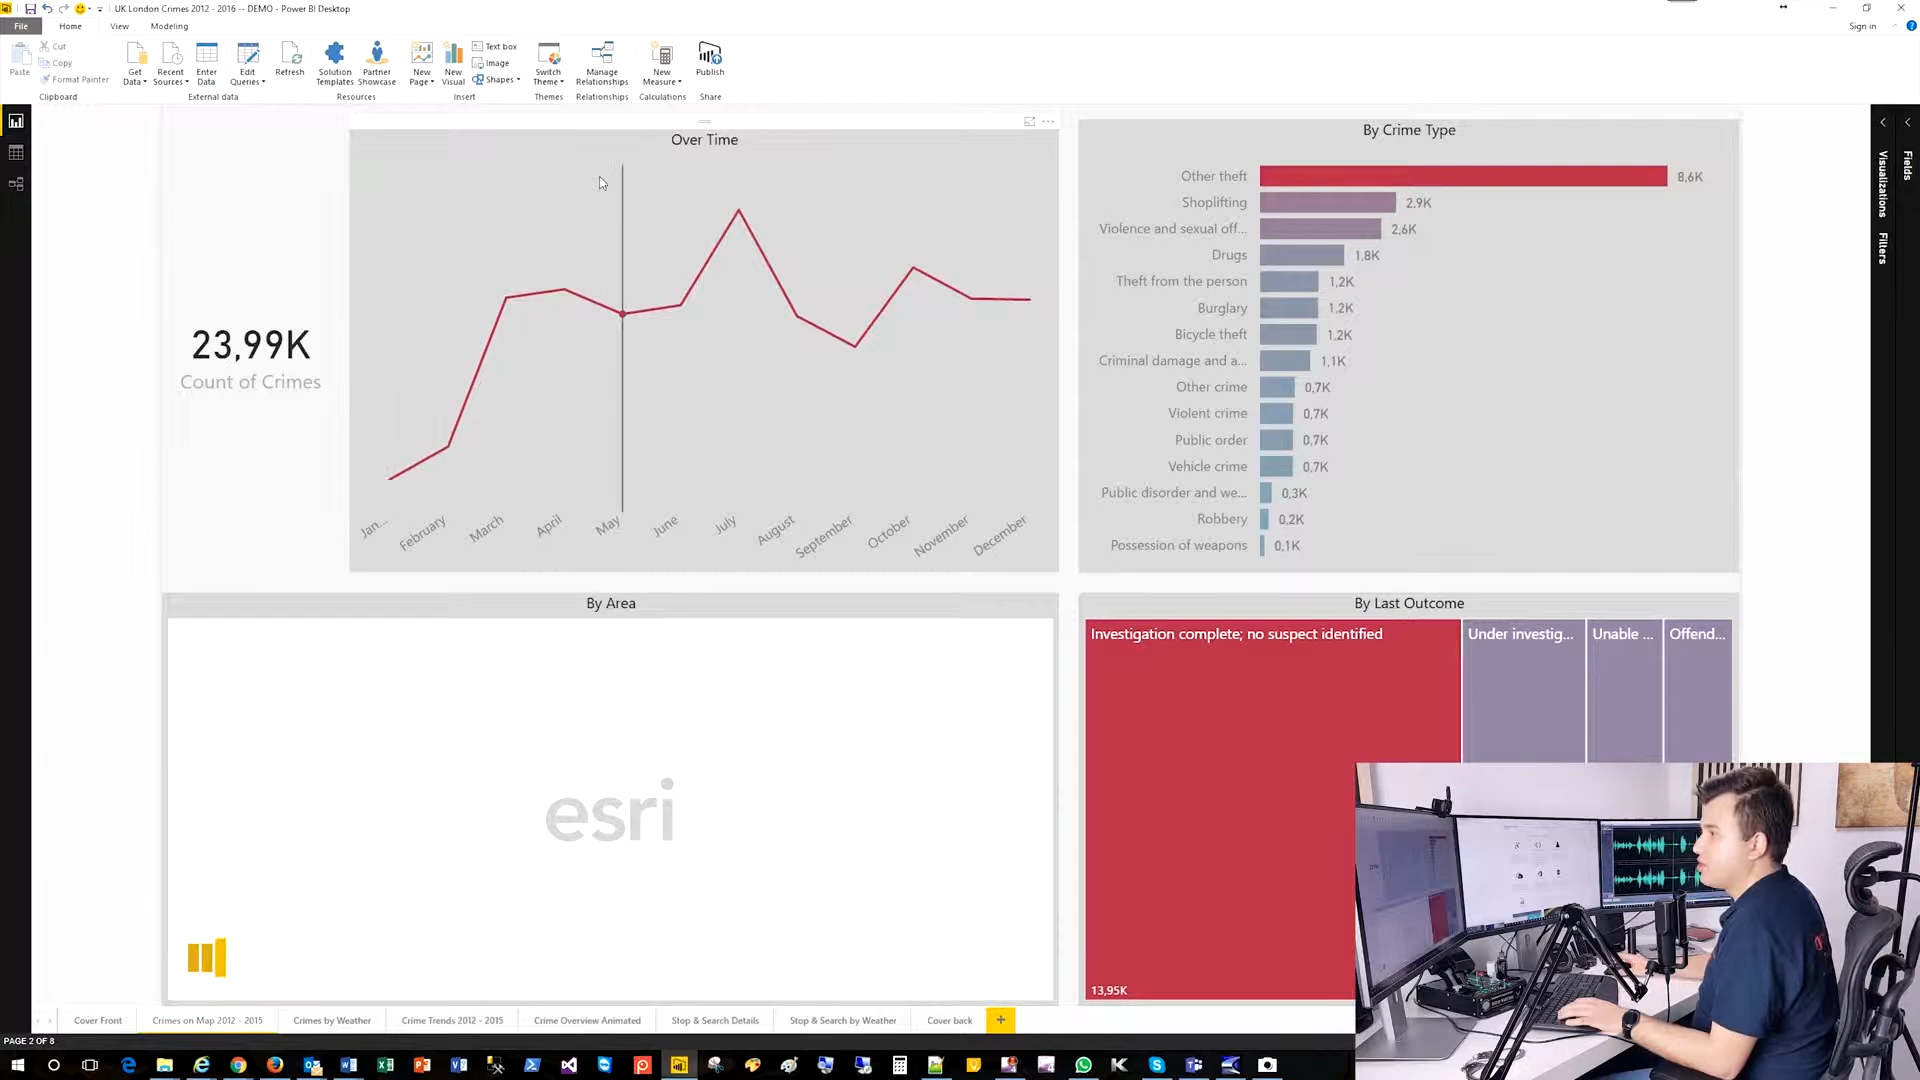 UK London Crimes 2012 - 2016 -- DEMO - Power BI Desktop
File
Home
View
Modeling
Sign in
Paste
Cut
Copy
Format Painter
Clipboard
Get Data
Recent Sources
Enter Data
Edit Queries
External data
Refresh
Solution Templates
Partner Showcase
Resources
New Page
New Visual
Text box
Image
Shapes
Insert
Switch Theme
Themes
Manage Relationships
Relationships
New Measure
Calculations
Publish
Share
Visualizations
Filters
Fields
23,99K
Count of Crimes
Over Time
Jan...
February
March
April
May
June
July
August
September
October
November
December
By Crime Type
Other theft 8,6K
Shoplifting 2,9K
Violence and sexual off... 2,6K
Drugs 1,8K
Theft from the person 1,2K
Burglary 1,2K
Bicycle theft 1,2K
Criminal damage and a... 1,1K
Other crime 0,7K
Violent crime 0,7K
Public order 0,7K
Vehicle crime 0,7K
Public disorder and we... 0,3K
Robbery 0,2K
Possession of weapons 0,1K
By Area
esri
By Last Outcome
Investigation complete; no suspect identified
Under investig...
Unable ...
Offend...
13,95K
Cover Front
Crimes on Map 2012 - 2015
Crimes by Weather
Crime Trends 2012 - 2015
Crime Overview Animated
Stop & Search Details
Stop & Search by Weather
Cover back
+
PAGE 2 OF 8